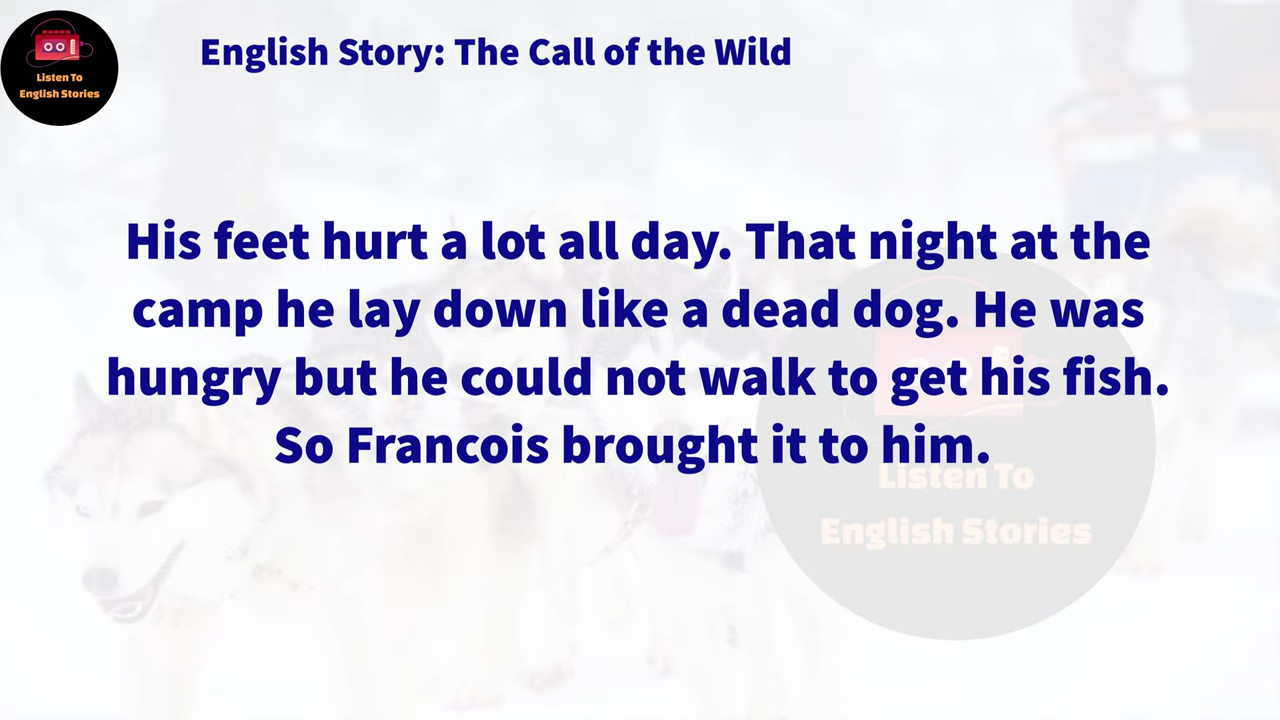 Listen To
English Stories
English Story: The Call of the Wild
His feet hurt a lot all day. That night at the
camp he lay down like a dead dog. He was
hungry but he could not walk to get his fish.
So Francois brought it to him.
Listen To
English Stories